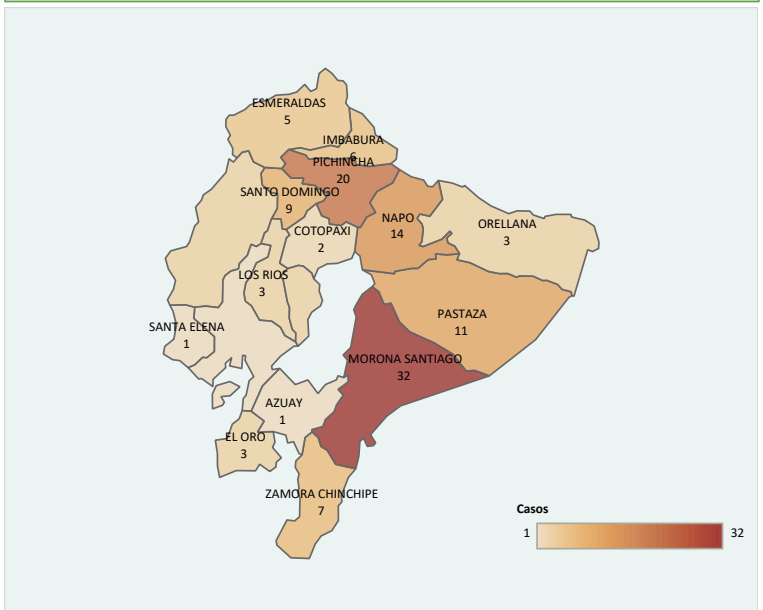 ESMERALDAS
5
IMBABURA
6
PICHINCHA
20
SANTO DOMINGO
9
NAPO
14
ORELLANA
3
COTOPAXI
2
LOS RIOS
3
PASTAZA
11
SANTA ELENA
1
MORONA SANTIAGO
32
AZUAY
1
EL ORO
3
ZAMORA CHINCHIPE
7
Casos
1 32